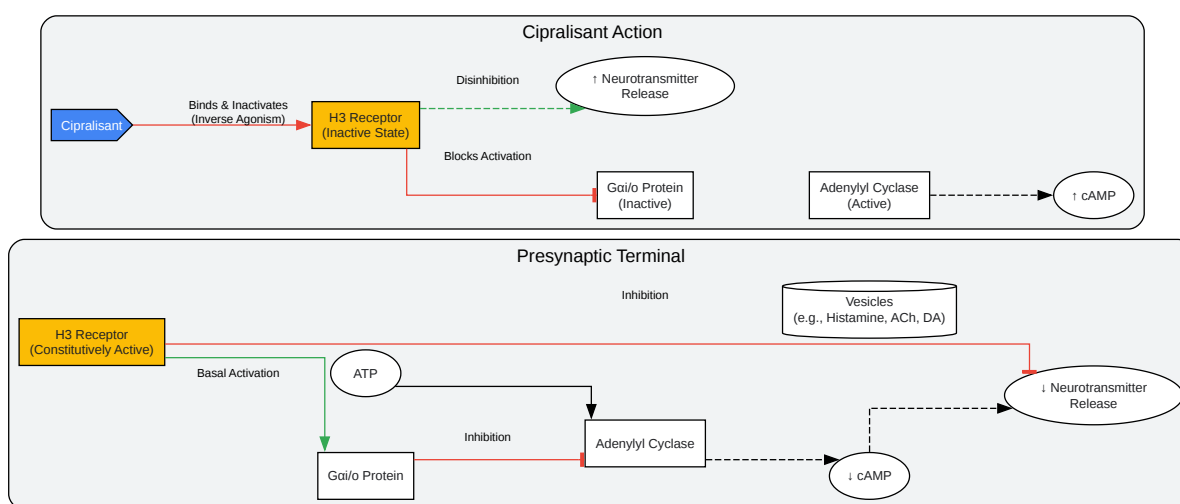 Cipralisant Action
Disinhibition
↑ Neurotransmitter
Release
Cipralisant
Binds & Inactivates
(Inverse Agonism)
H3 Receptor
(Inactive State)
Blocks Activation
Gαi/o Protein
(Inactive)
Adenylyl Cyclase
(Active)
↑ cAMP
Presynaptic Terminal
Inhibition
Vesicles
(e.g., Histamine, ACh, DA)
H3 Receptor
(Constitutively Active)
Basal Activation
ATP
↓ Neurotransmitter
Release
Inhibition
Adenylyl Cyclase
Gαi/o Protein
↓ cAMP